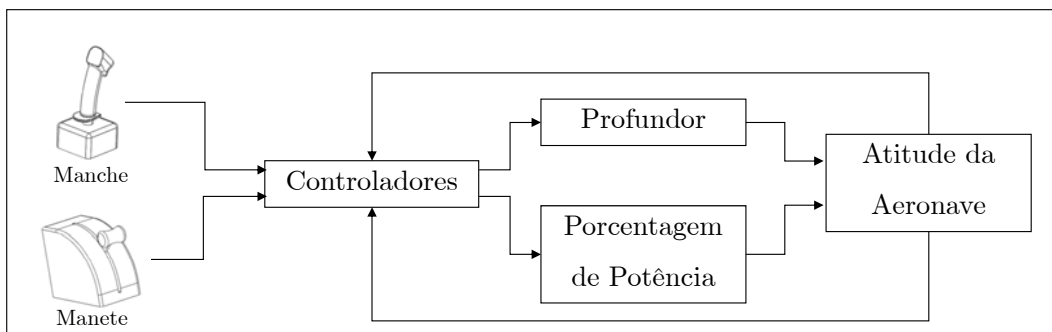 Manche
Manete
Controladores
Profundor
Porcentagem
de Potência
Atitude da
Aeronave